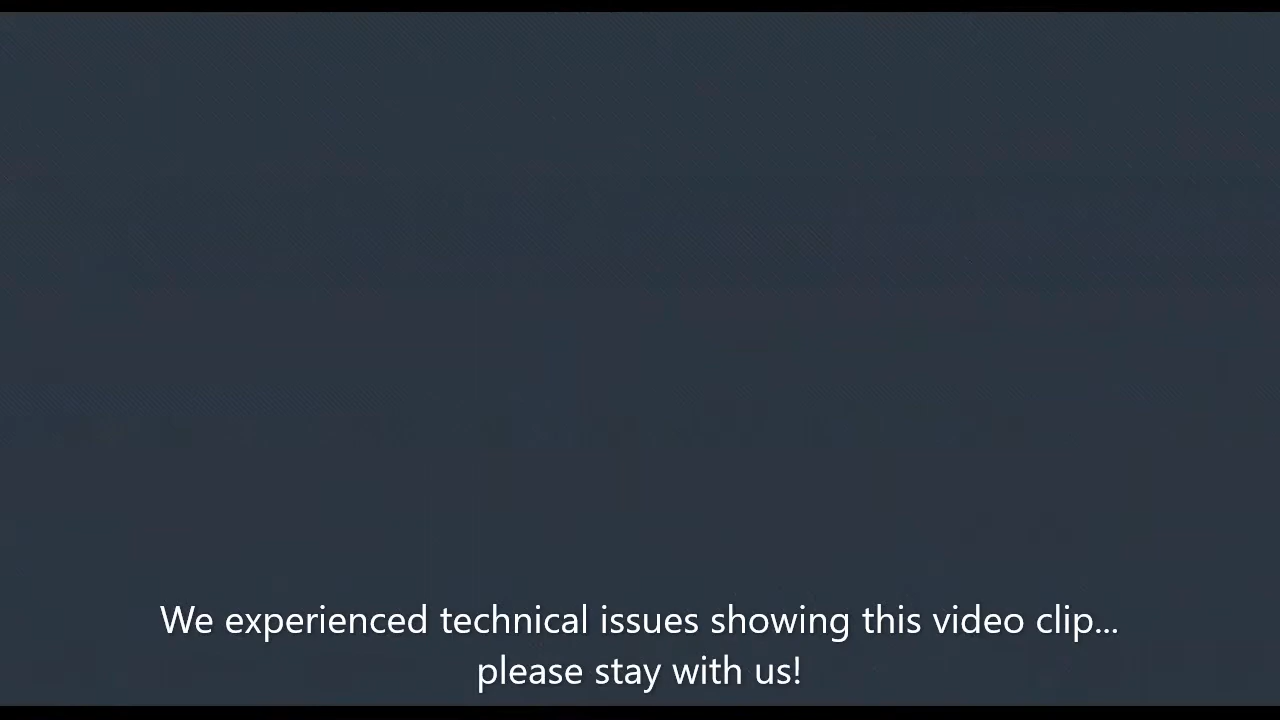 We experienced technical issues showing this video clip...
please stay with us!